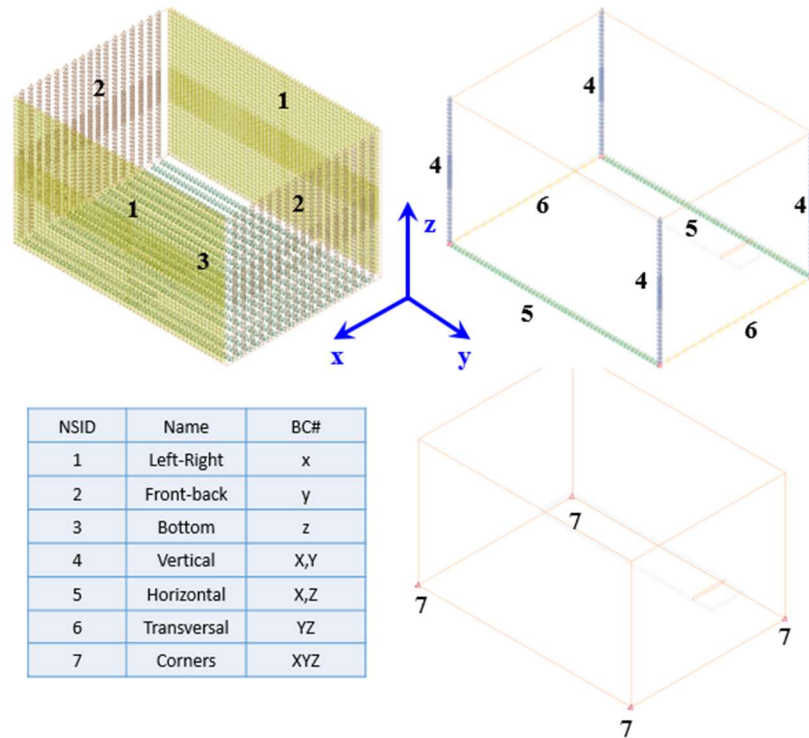 2
1
1
2
3
z
x
y
4
4
4
4
6
5
5
6
NSID Name BC#
1 Left-Right x
2 Front-back y
3 Bottom z
4 Vertical X,Y
5 Horizontal X,Z
6 Transversal YZ
7 Corners XYZ
7
7
7
7